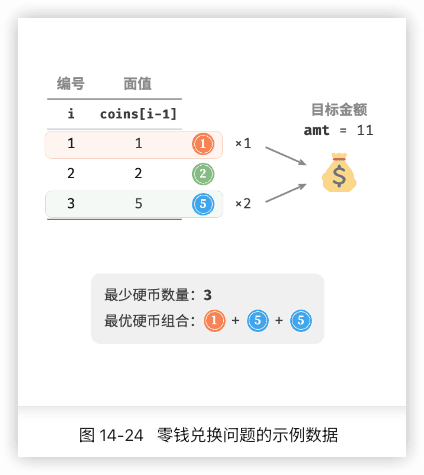 编号 面值
i coins[i-1]
1 1 1 ×1
2 2 2
3 5 5 ×2
目标金额
amt = 11
$
最少硬币数量：3
最优硬币组合：1 + 5 + 5
图 14-24 零钱兑换问题的示例数据